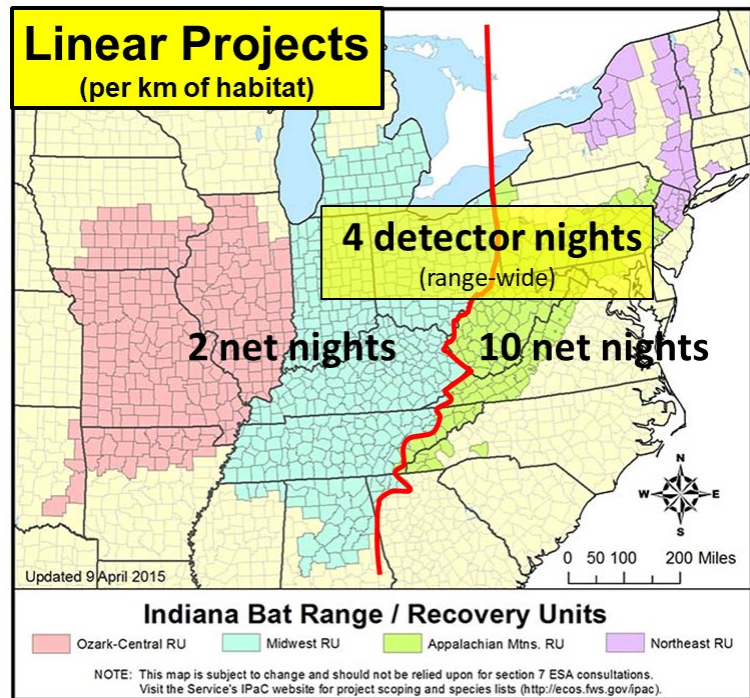 Linear Projects
(per km of habitat)
4 detector nights
(range-wide)
2 net nights
10 net nights
N
W
E
S
0 50 100 200 Miles
Updated 9 April 2015
Indiana Bat Range / Recovery Units
Ozark-Central RU
Midwest RU
Appalachian Mtns. RU
Northeast RU
NOTE: This map is subject to change and should not be relied upon for section 7 ESA consultations.
Visit the Service's IPaC website for project scoping and species lists (http://ecos.fws.gov/ipac).